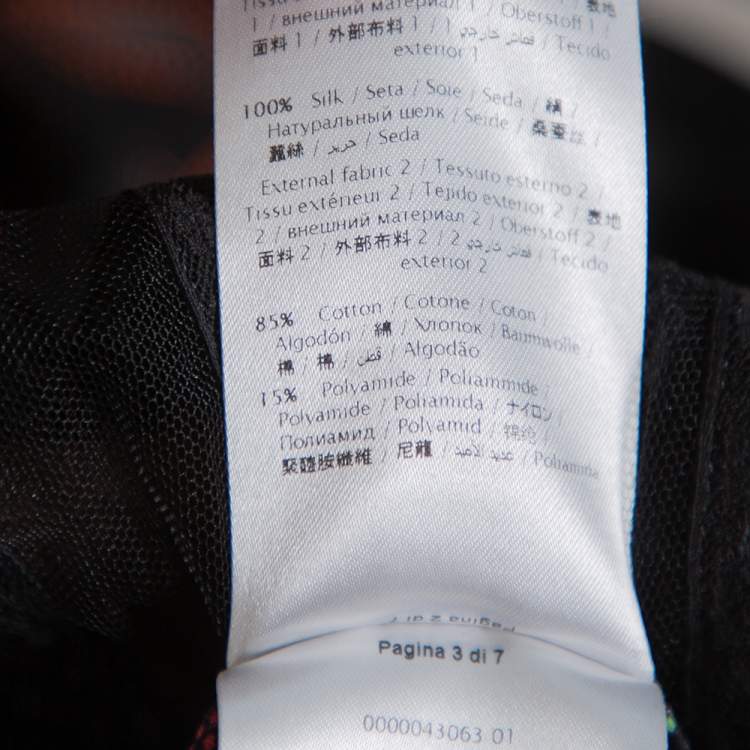 1 / внешний материал 1 / Oberstoff 1 /
面料 1 / 外部布料 1 / 1 قماش خارجي / Tecido
exterior 1
100% Silk / Seta / Soie / Seda / 絹 /
Натуральный шелк / Seide / 桑蚕丝 /
蠶絲 / حرير / Seda
External fabric 2 / Tessuto esterno 2 /
Tissu extérieur 2 / Tejido exterior 2 / 表地
2 / внешний материал 2 / Oberstoff 2 /
面料 2 / 外部布料 2 / 2 قماش خارجي / Tecido
exterior 2
85% Cotton / Cotone / Coton /
Algodón / 綿 / Хлопок / Baumwolle /
棉 / 棉 / قطن / Algodão
15% Polyamide / Poliammide /
Polyamide / Poliamida / ナイロン /
Полиамид / Polyamid / 锦纶 /
聚醯胺纖維 / 尼龍 / عديد الأميد / Poliamida
Pagina 2 di 7
Pagina 3 di 7
0000043063 01